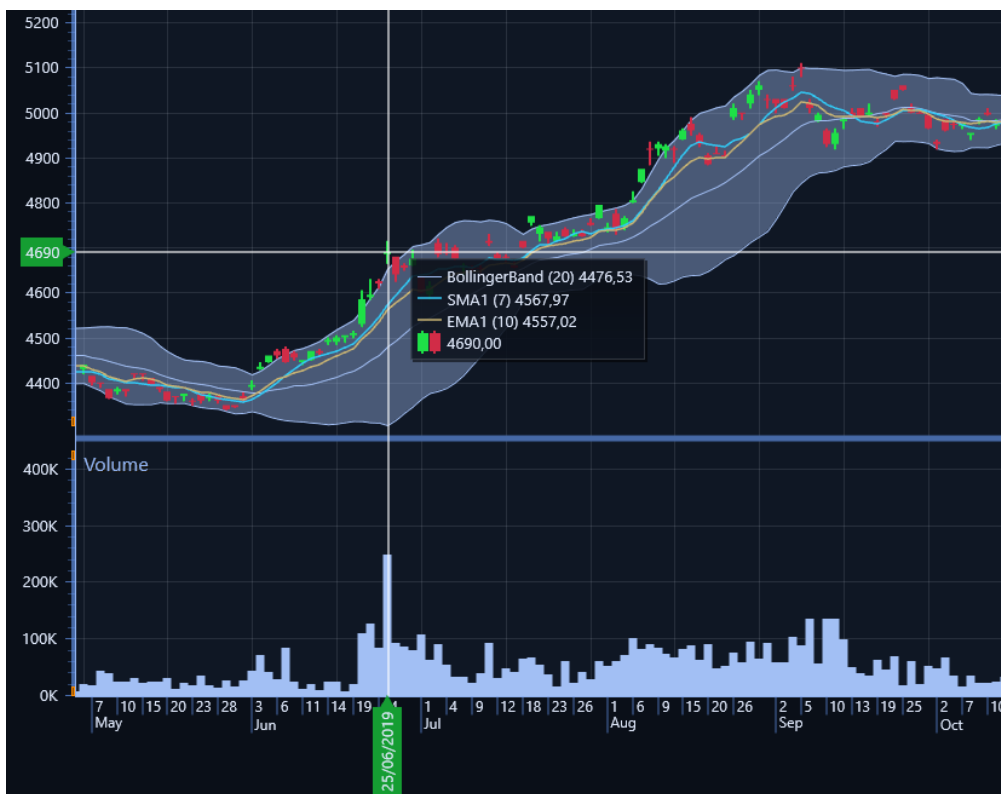 5200
5100
5000
4900
4800
4690
4600
4500
4400
BollingerBand (20) 4476,53
SMA1 (7) 4567,97
EMA1 (10) 4557,02
4690,00
Volume
400K
300K
200K
100K
0K
7 10 15 20 23 28 3 6 11 14 19 1 4 9 12 18 23 26 1 6 9 15 20 26 2 5 10 13 19 25 2 7 10
May Jun Jul Aug Sep Oct
25/06/2019